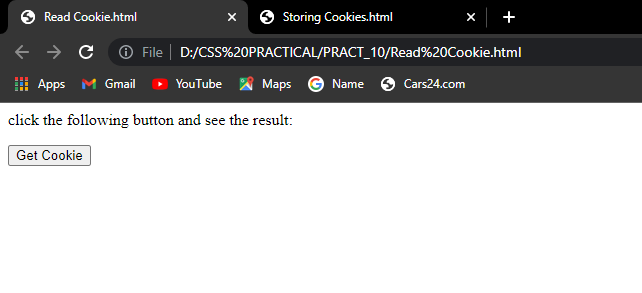 Read Cookie.html Storing Cookies.html
File D:/CSS%20PRACTICAL/PRACT_10/Read%20Cookie.html
Apps Gmail YouTube Maps Name Cars24.com
click the following button and see the result:
Get Cookie